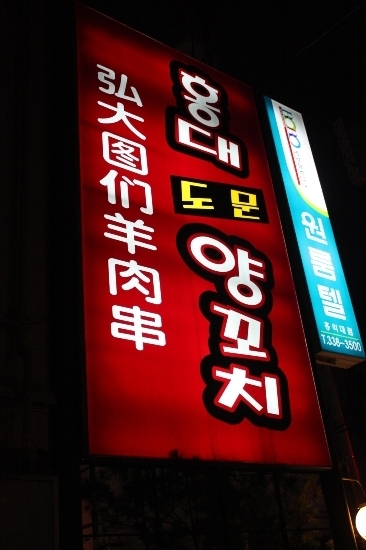 弘大图们羊肉串
홍대
도문
양꼬치
원룸텔
홍익대점
T.338-3500